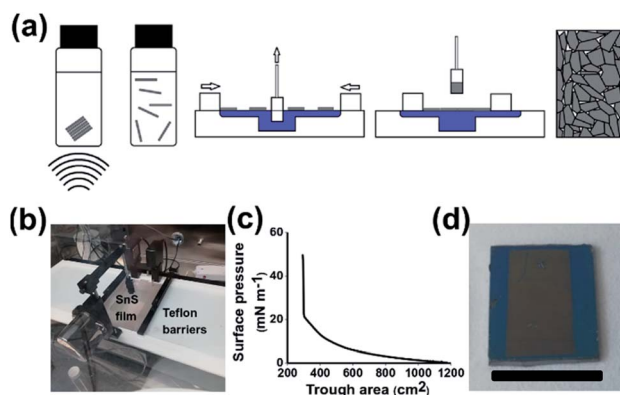 (a)
(b)
SnS
film
Teflon
barriers
(c)
Surface pressure
(mN m-1)
60
40
20
0
200 400 600 800 1000 1200
Trough area (cm2)
(d)